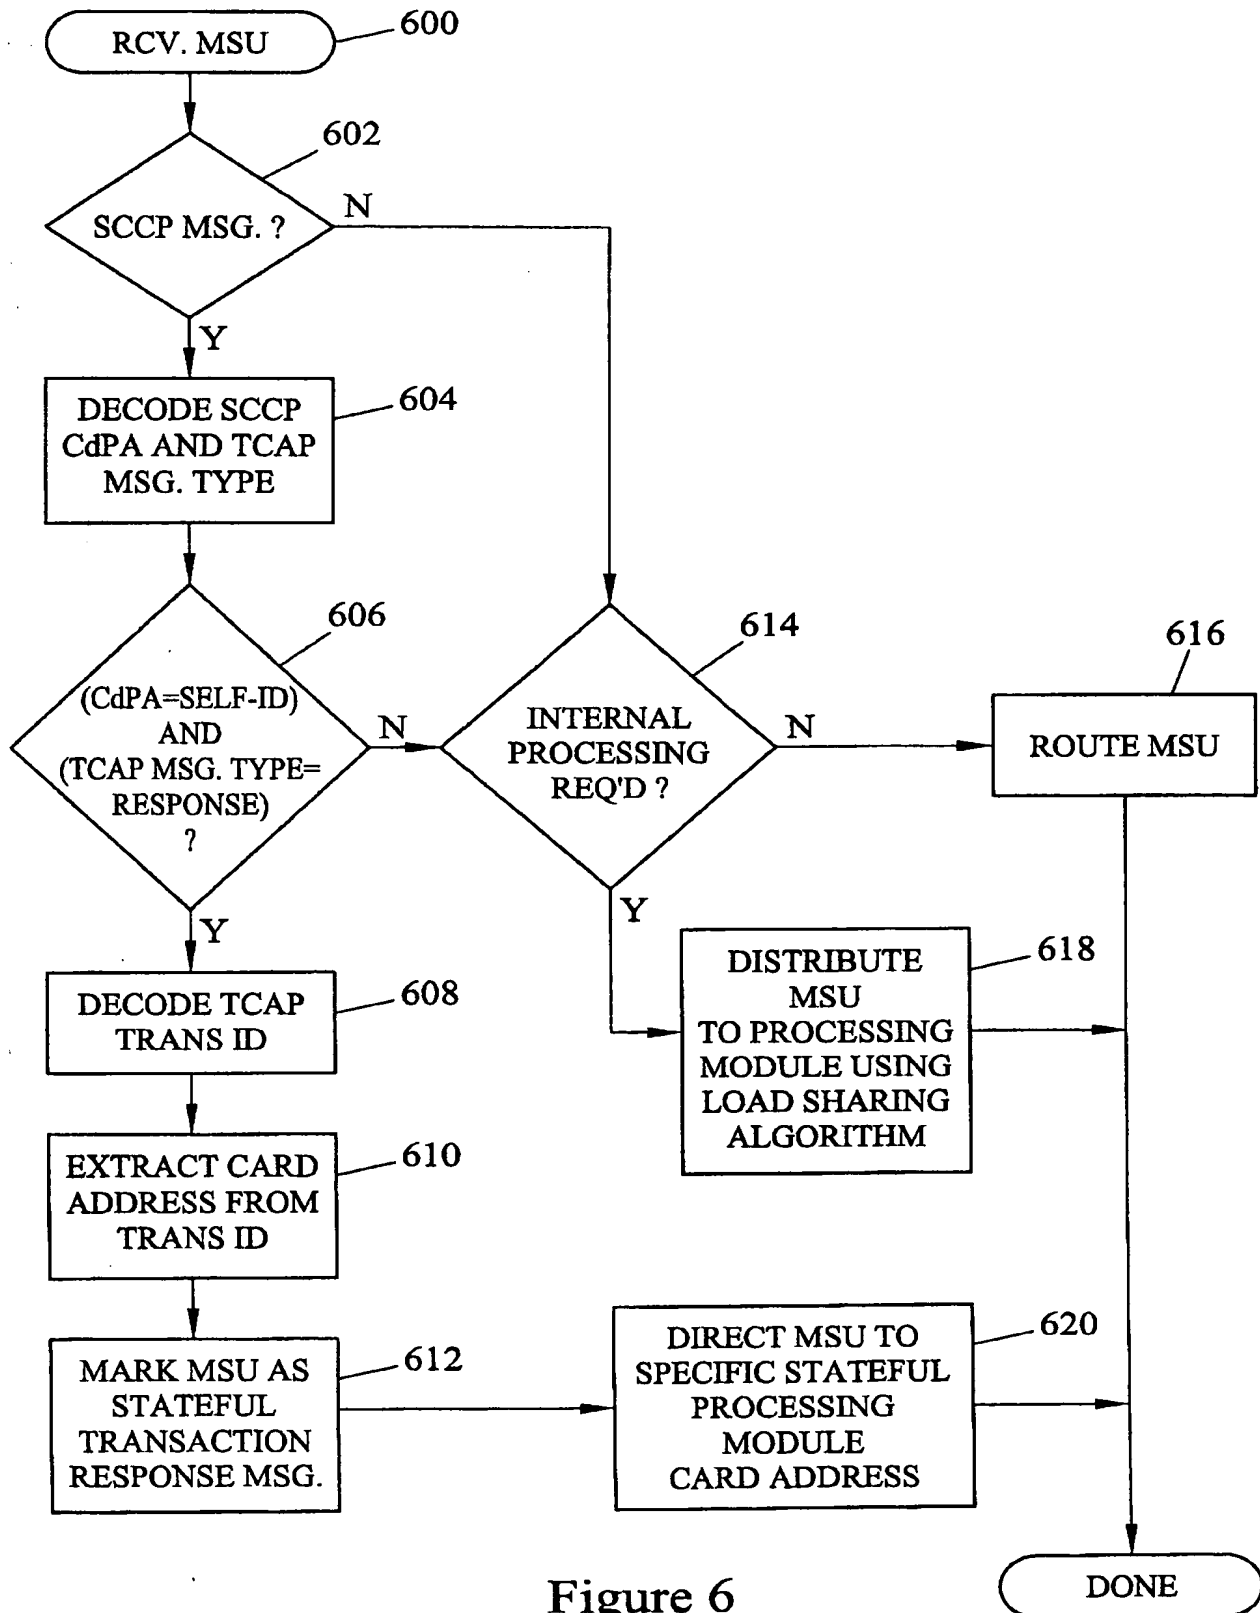 RCV. MSU
600
602
SCCP MSG. ?
N
Y
DECODE SCCP
CdPA AND TCAP
MSG. TYPE
604
606
(CdPA=SELF-ID)
AND
(TCAP MSG. TYPE=
RESPONSE)
?
N
Y
614
INTERNAL
PROCESSING
REQ'D ?
N
Y
616
ROUTE MSU
DECODE TCAP
TRANS ID
608
DISTRIBUTE
MSU
TO PROCESSING
MODULE USING
LOAD SHARING
ALGORITHM
618
EXTRACT CARD
ADDRESS FROM
TRANS ID
610
MARK MSU AS
STATEFUL
TRANSACTION
RESPONSE MSG.
612
DIRECT MSU TO
SPECIFIC STATEFUL
PROCESSING
MODULE
CARD ADDRESS
620
DONE
Figure 6